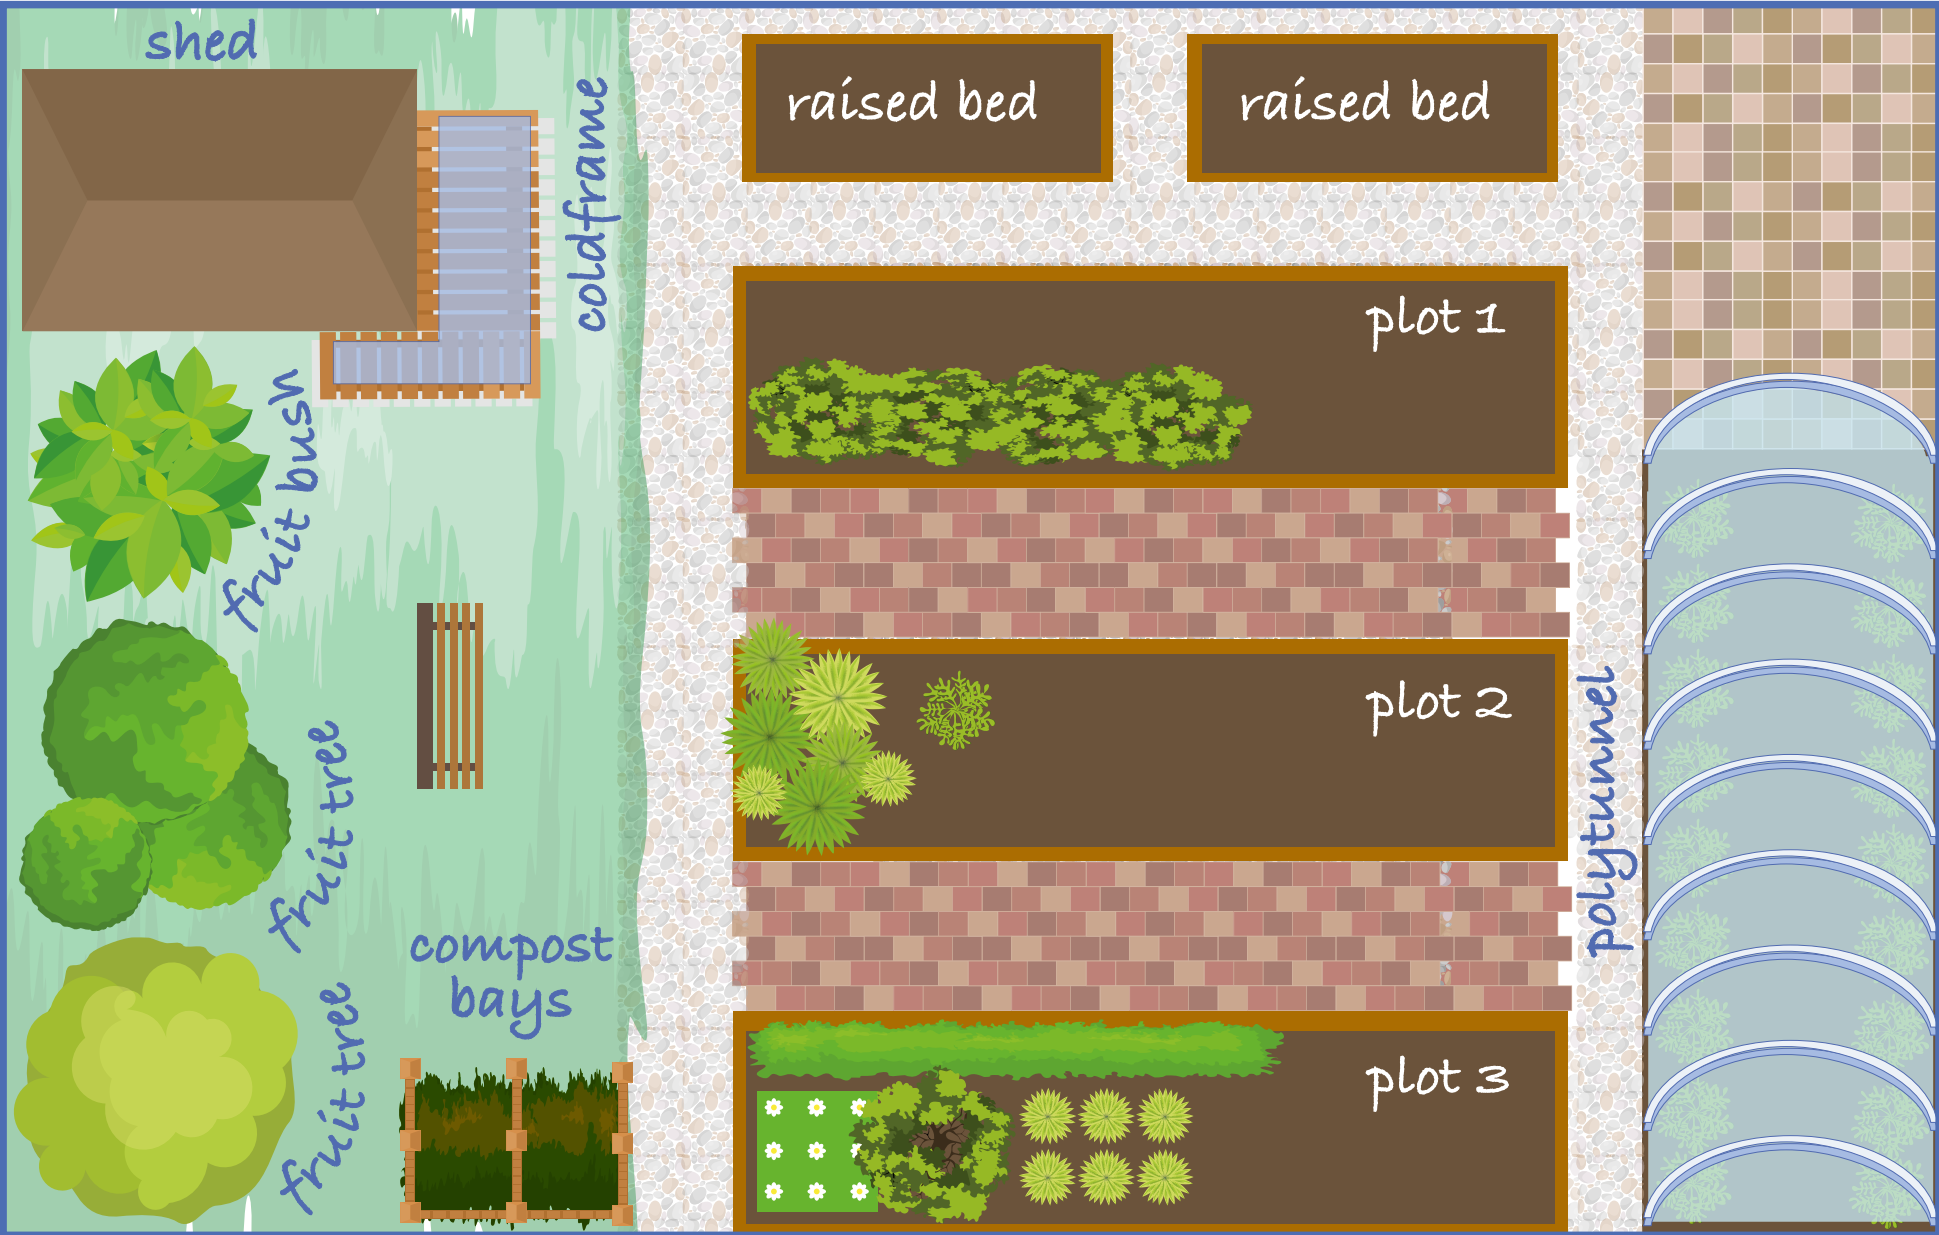 shed
coldframe
raised bed
raised bed
plot 1
fruit bush
plot 2
polytunnel
fruit tree
compost
bays
fruit tree
plot 3